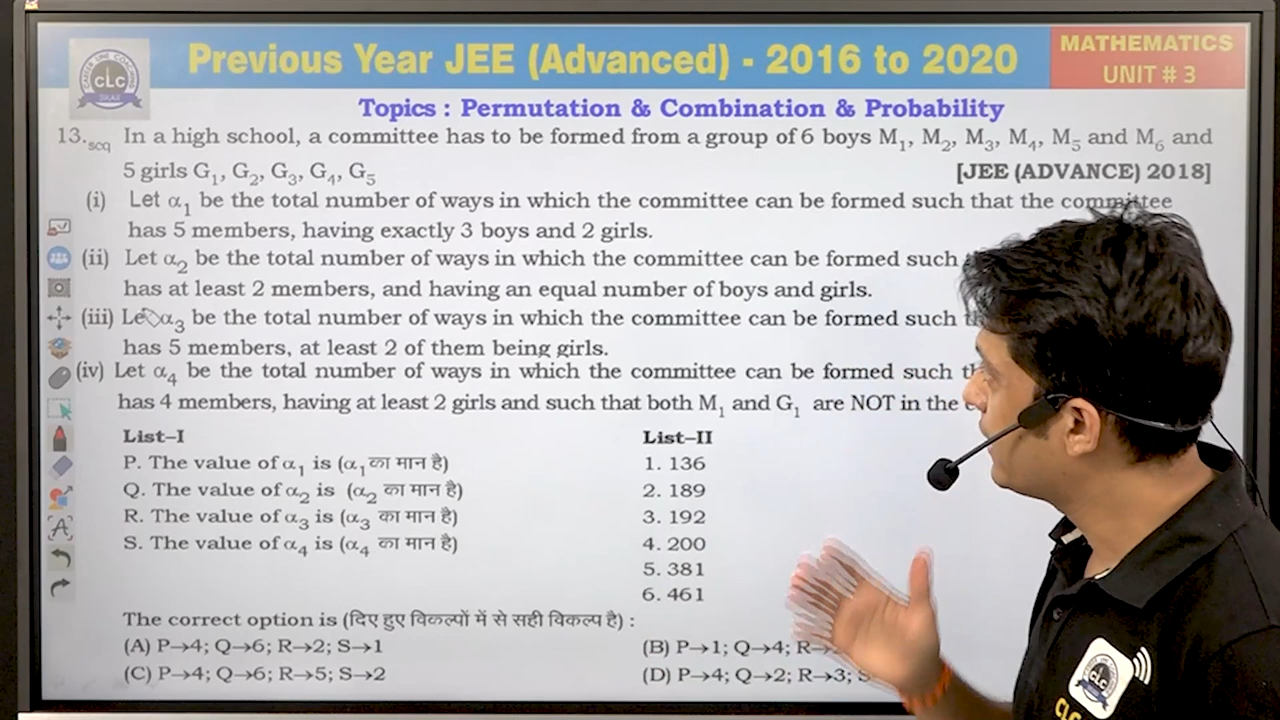 Previous Year JEE (Advanced) - 2016 to 2020
MATHEMATICS
UNIT # 3
CLC
Topics : Permutation & Combination & Probability
13.scq In a high school, a committee has to be formed from a group of 6 boys M₁, M₂, M₃, M₄, M₅ and M₆ and
5 girls G₁, G₂, G₃, G₄, G₅ [JEE (ADVANCE) 2018]
(i) Let α₁ be the total number of ways in which the committee can be formed such that the committee
has 5 members, having exactly 3 boys and 2 girls.
(ii) Let α₂ be the total number of ways in which the committee can be formed such
has at least 2 members, and having an equal number of boys and girls.
(iii) Let α₃ be the total number of ways in which the committee can be formed such
has 5 members, at least 2 of them being girls.
(iv) Let α₄ be the total number of ways in which the committee can be formed such
has 4 members, having at least 2 girls and such that both M₁ and G₁ are NOT in the
List–I List–II
P. The value of α₁ is (α₁ का मान है) 1. 136
Q. The value of α₂ is (α₂ का मान है) 2. 189
R. The value of α₃ is (α₃ का मान है) 3. 192
S. The value of α₄ is (α₄ का मान है) 4. 200
5. 381
6. 461
The correct option is (दिए हुए विकल्पों में से सही विकल्प है) :
(A) P→4; Q→6; R→2; S→1 (B) P→1; Q→4; R→
(C) P→4; Q→6; R→5; S→2 (D) P→4; Q→2; R→3; S
CLC
CLC